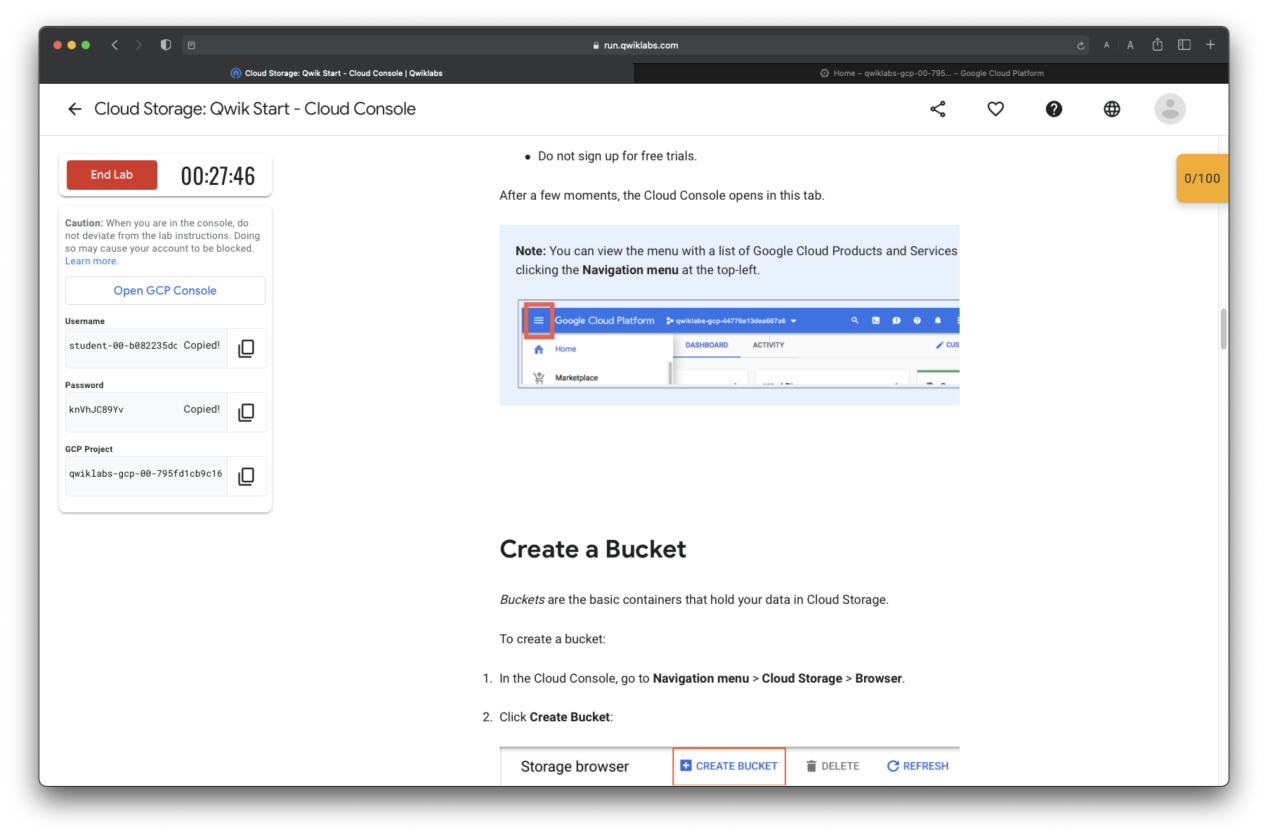 run.qwiklabs.com
A A
Cloud Storage: Qwik Start - Cloud Console | Qwiklabs
Home – qwiklabs-gcp-00-795... – Google Cloud Platform
Cloud Storage: Qwik Start - Cloud Console
End Lab
00:27:46
0/100
Caution: When you are in the console, do
not deviate from the lab instructions. Doing
so may cause your account to be blocked.
Learn more.
Open GCP Console
Username
student-00-b082235dc Copied!
Password
knVhJC89Yv Copied!
GCP Project
qwiklabs-gcp-00-795fd1cb9c16
Do not sign up for free trials.
After a few moments, the Cloud Console opens in this tab.
Note: You can view the menu with a list of Google Cloud Products and Services
clicking the Navigation menu at the top-left.
Google Cloud Platform qwiklabs-gcp-44776a13dea667a6
Home DASHBOARD ACTIVITY CUS
Marketplace
Create a Bucket
Buckets are the basic containers that hold your data in Cloud Storage.
To create a bucket:
1. In the Cloud Console, go to Navigation menu > Cloud Storage > Browser.
2. Click Create Bucket:
Storage browser CREATE BUCKET DELETE REFRESH